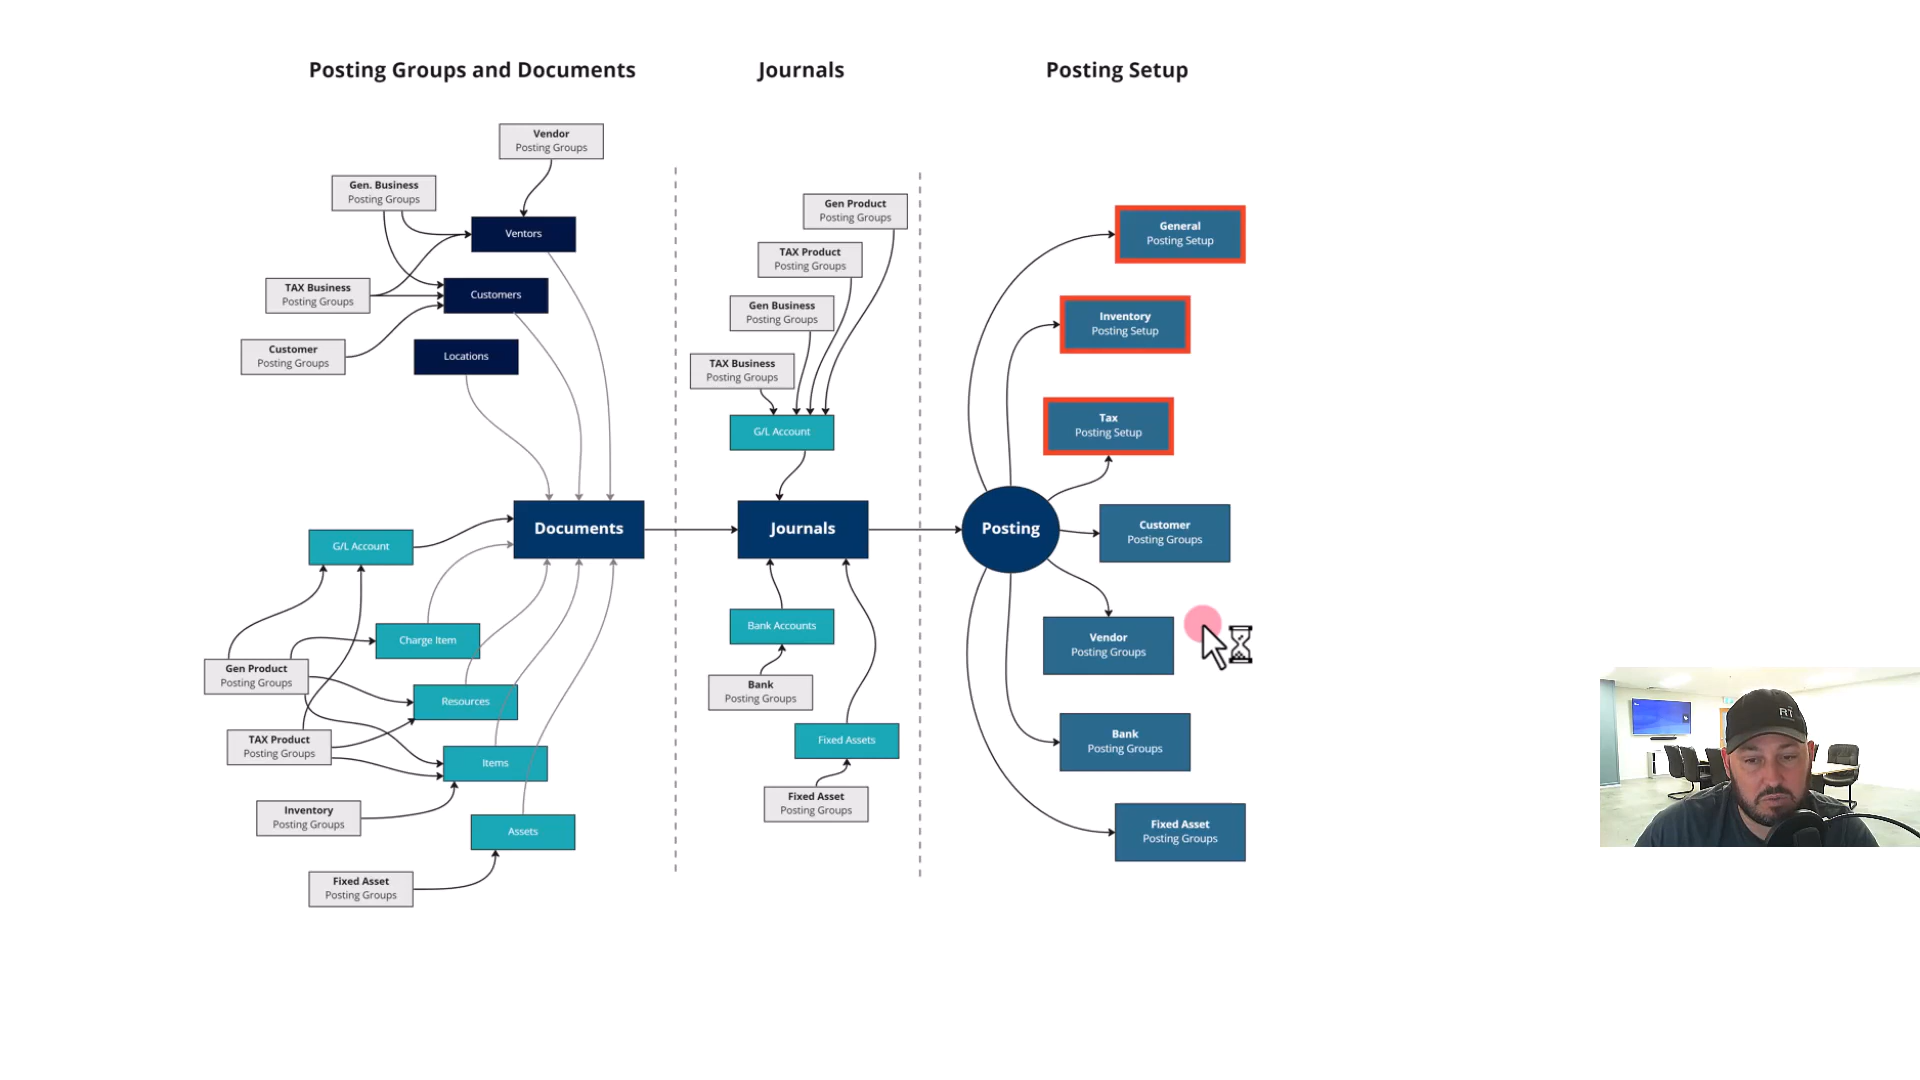 Posting Groups and Documents
Journals
Posting Setup
Vendor
Posting Groups
Gen. Business
Posting Groups
Ventors
TAX Business
Posting Groups
Customers
Customer
Posting Groups
Locations
Documents
G/L Account
Charge Item
Gen Product
Posting Groups
Resources
TAX Product
Posting Groups
Items
Inventory
Posting Groups
Assets
Fixed Asset
Posting Groups
Gen Product
Posting Groups
TAX Product
Posting Groups
Gen Business
Posting Groups
TAX Business
Posting Groups
G/L Account
Journals
Bank Accounts
Bank
Posting Groups
Fixed Assets
Fixed Asset
Posting Groups
General
Posting Setup
Inventory
Posting Setup
Tax
Posting Setup
Posting
Customer
Posting Groups
Vendor
Posting Groups
Bank
Posting Groups
Fixed Asset
Posting Groups